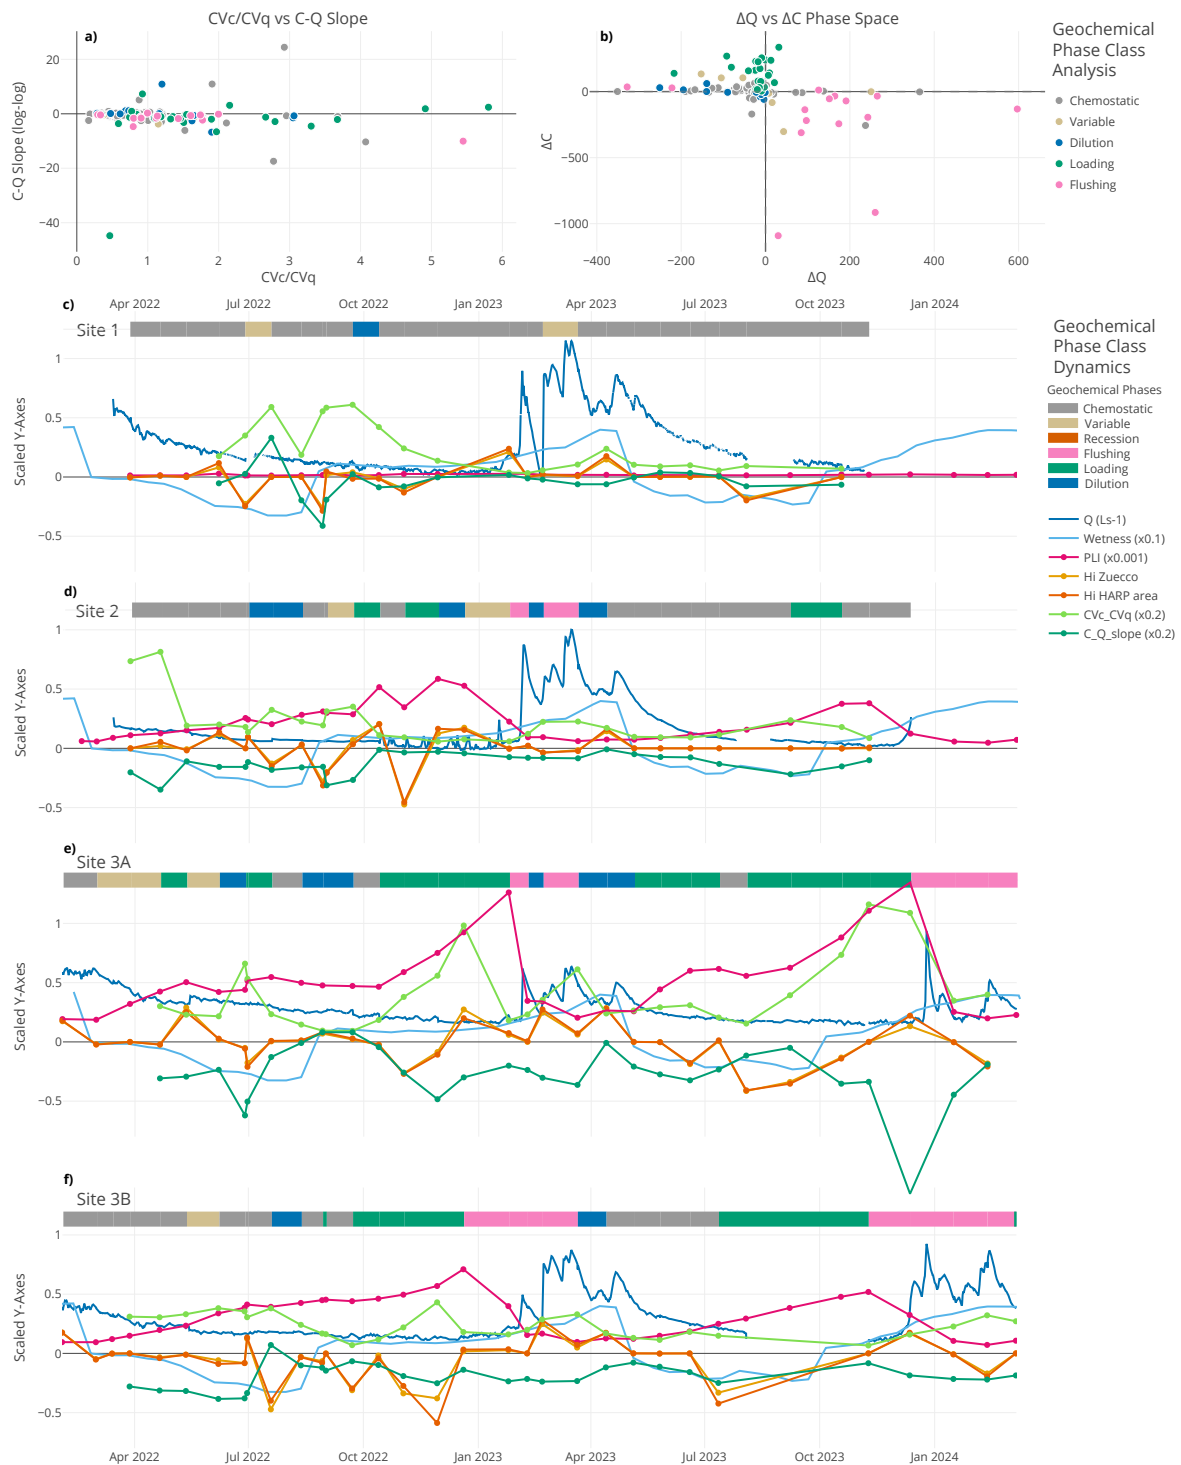 CVc/CVq vs C-Q Slope
ΔQ vs ΔC Phase Space
a)
b)
20
0
−20
−40
C-Q Slope (log-log)
0 1 2 3 4 5 6
CVc/CVq
0
−500
−1000
ΔC
−400 −200 0 200 400 600
ΔQ
Geochemical
Phase Class
Analysis
Chemostatic
Variable
Dilution
Loading
Flushing
c)
Apr 2022 Jul 2022 Oct 2022 Jan 2023 Apr 2023 Jul 2023 Oct 2023 Jan 2024
Site 1
1
0.5
0
−0.5
Scaled Y-Axes
Geochemical
Phase Class
Dynamics
Geochemical Phases
Chemostatic
Variable
Recession
Flushing
Loading
Dilution
Q (Ls-1)
Wetness (x0.1)
PLI (x0.001)
Hi Zuecco
Hi HARP area
CVc_CVq (x0.2)
C_Q_slope (x0.2)
d)
Site 2
1
0.5
0
−0.5
Scaled Y-Axes
e)
Site 3A
1
0.5
0
−0.5
Scaled Y-Axes
f)
Site 3B
1
0.5
0
−0.5
Scaled Y-Axes
Apr 2022 Jul 2022 Oct 2022 Jan 2023 Apr 2023 Jul 2023 Oct 2023 Jan 2024